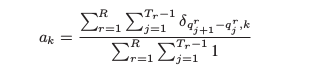 $a_k = \frac{\sum_{r=1}^{R} \sum_{j=1}^{T_r-1} \delta_{q_{j+1}^r - q_j^r, k}}{\sum_{r=1}^{R} \sum_{j=1}^{T_r-1} 1}$